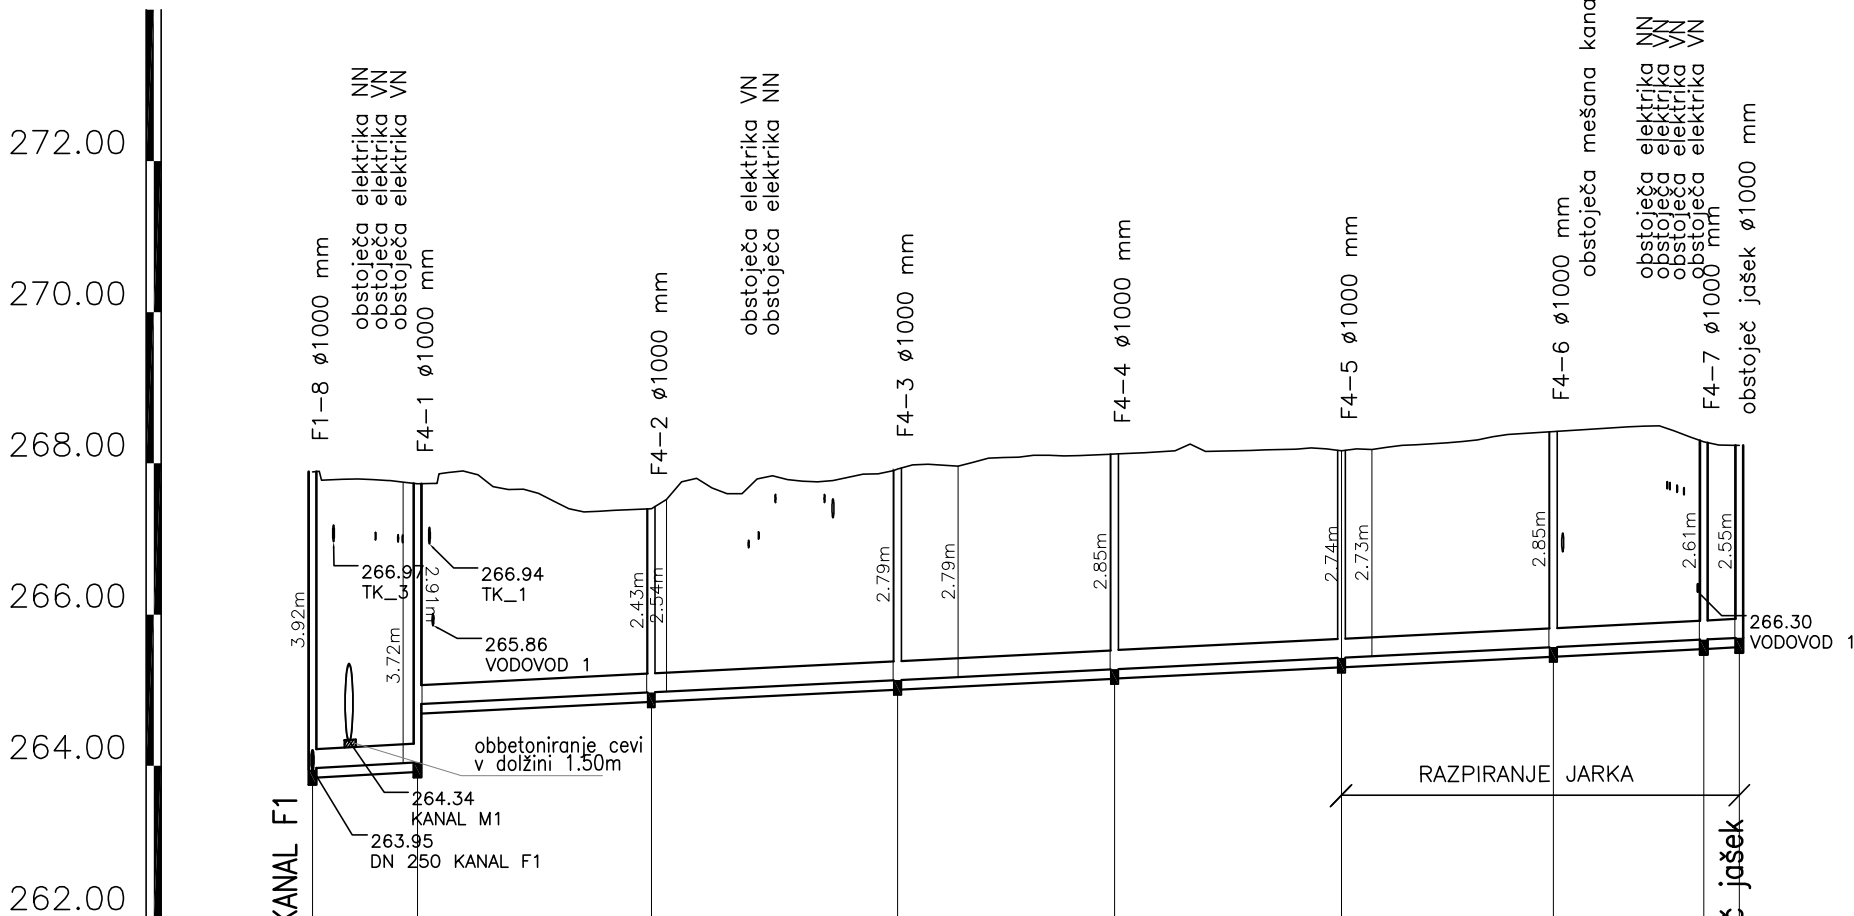 272.00
270.00
268.00
266.00
264.00
262.00
F1-8 ø1000 mm
obstoječa elektrika NN
obstoječa elektrika VN
obstoječa elektrika VN
F4-1 ø1000 mm
F4-2 ø1000 mm
obstoječa elektrika VN
obstoječa elektrika NN
F4-3 ø1000 mm
F4-4 ø1000 mm
F4-5 ø1000 mm
F4-6 ø1000 mm
obstoječa mešana kana
obstoječa elektrika NN
obstoječa elektrika VN
obstoječa elektrika VN
obstoječa elektrika VN
F4-7 ø1000 mm
obstoječ jašek ø1000 mm
3.92m
3.72m
2.91m
2.43m
2.54m
2.79m
2.79m
2.85m
2.74m
2.73m
2.85m
2.61m
2.55m
266.97
TK_3
266.94
TK_1
265.86
VODOVOD 1
266.30
VODOVOD 1
obbetoniranje cevi
v dolžini 1.50m
264.34
KANAL M1
263.95
DN 250 KANAL F1
RAZPIRANJE JARKA
KANAL F1
č jašek